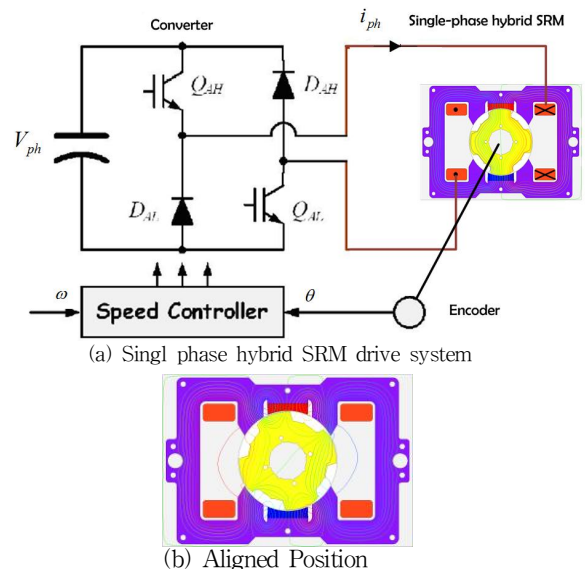 Converter
i_ph
Single-phase hybrid SRM
Q_AH
D_AH
V_ph
D_AL
Q_AL
ω
Speed Controller
θ
Encoder
(a) Singl phase hybrid SRM drive system
(b) Aligned Position